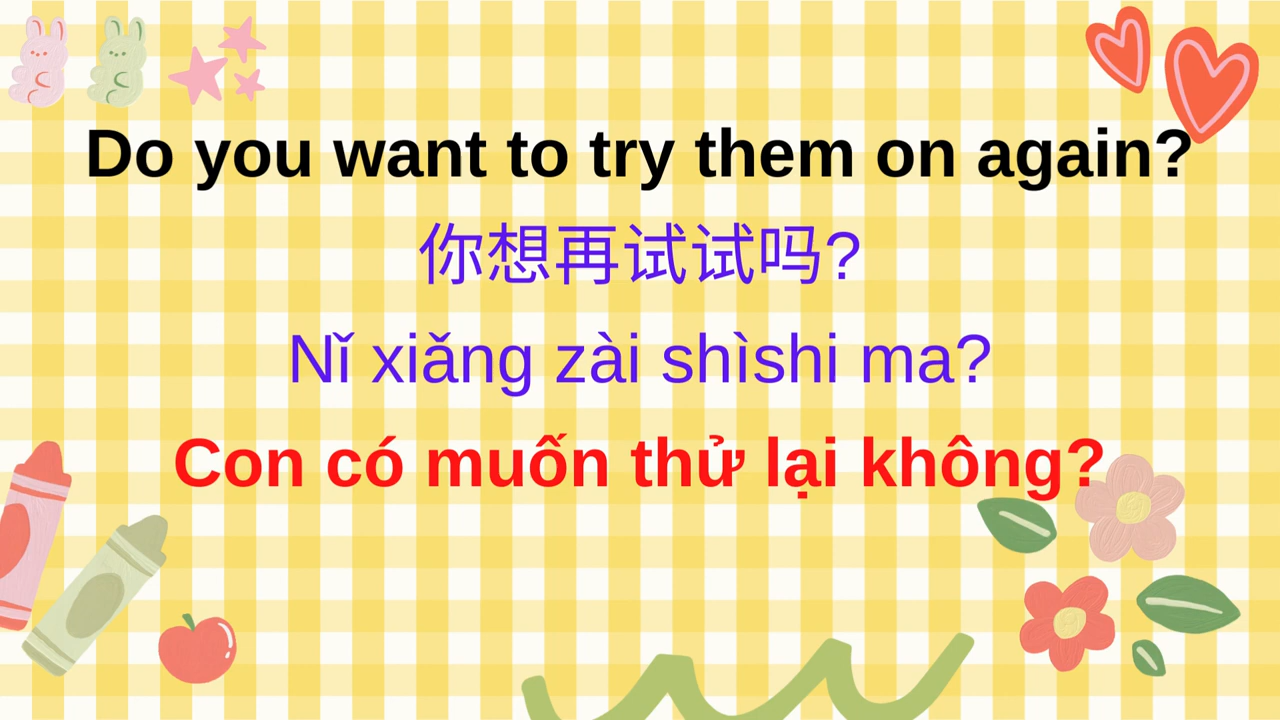 Do you want to try them on again?
你想再试试吗?
Nǐ xiǎng zài shìshi ma?
Con có muốn thử lại không?